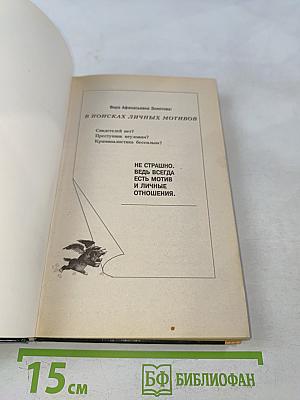 Вера Афанасьевна Золотова:
В ПОИСКАХ ЛИЧНЫХ МОТИВОВ
Свидетелей нет?
Преступник неуловим?
Криминалистика бессильна?
НЕ СТРАШНО.
ВЕДЬ ВСЕГДА
ЕСТЬ МОТИВ
И ЛИЧНЫЕ
ОТНОШЕНИЯ.
15 см
БФ БИБЛИОФАН